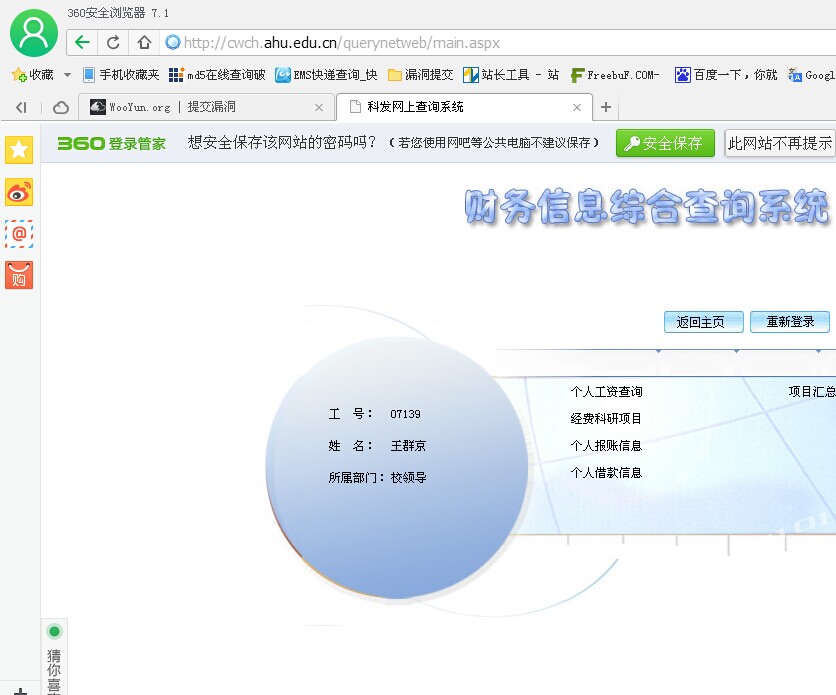 360安全浏览器 7.1
http://cwch.ahu.edu.cn/querynetweb/main.aspx
收藏 手机收藏夹 md5在线查询破 EMS快递查询_快 漏洞提交 站长工具 - 站 FreebuF.COM- 百度一下，你就 Googl
WooYun.org | 提交漏洞 × 科发网上查询系统 × +
360登录管家 想安全保存该网站的密码吗？（若您使用网吧等公共电脑不建议保存） 安全保存 此网站不再提示
@
购
财务信息综合查询系统
返回主页 重新登录
个人工资查询 项目汇总
经费科研项目
个人报账信息
个人借款信息
工 号： 07139
姓 名： 王群京
所属部门：校领导
猜你喜